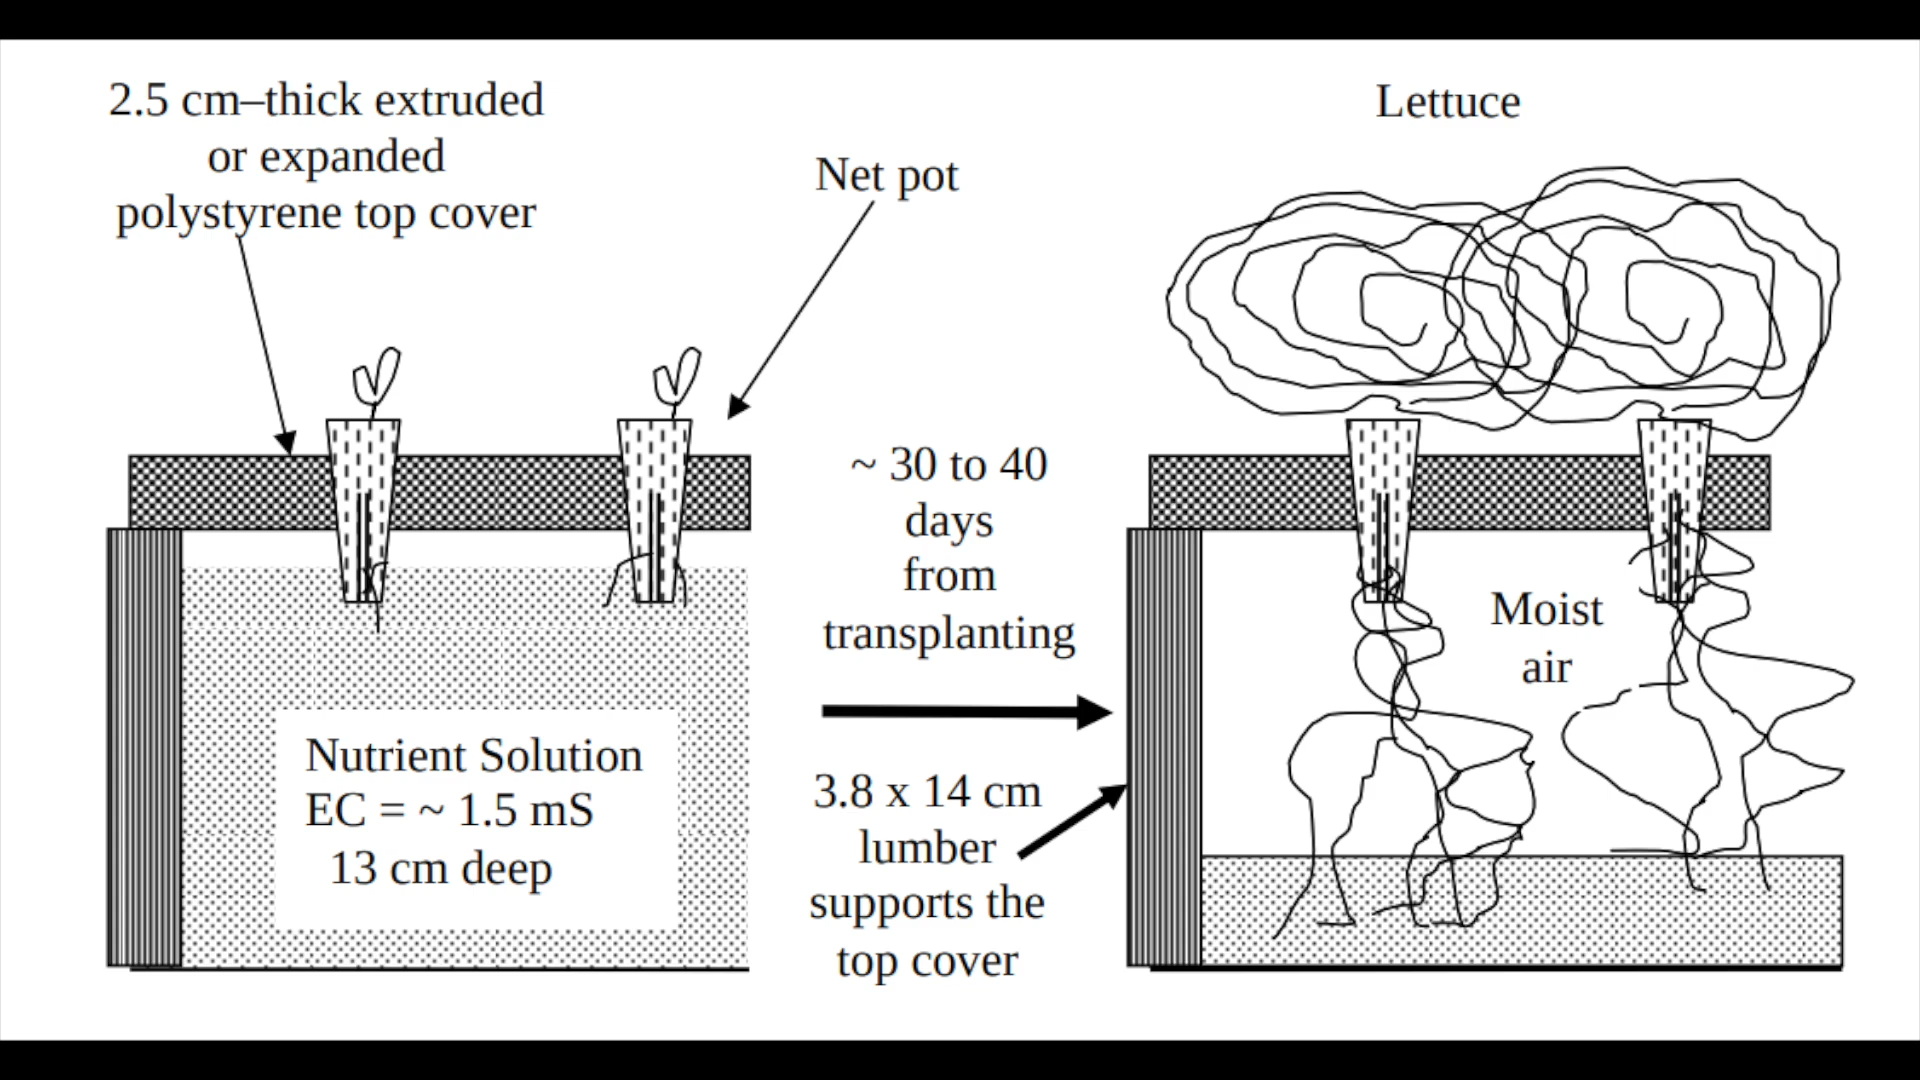 2.5 cm–thick extruded
or expanded
polystyrene top cover
Net pot
Lettuce
~ 30 to 40
days
from
transplanting
Moist
air
Nutrient Solution
EC = ~ 1.5 mS
13 cm deep
3.8 x 14 cm
lumber
supports the
top cover